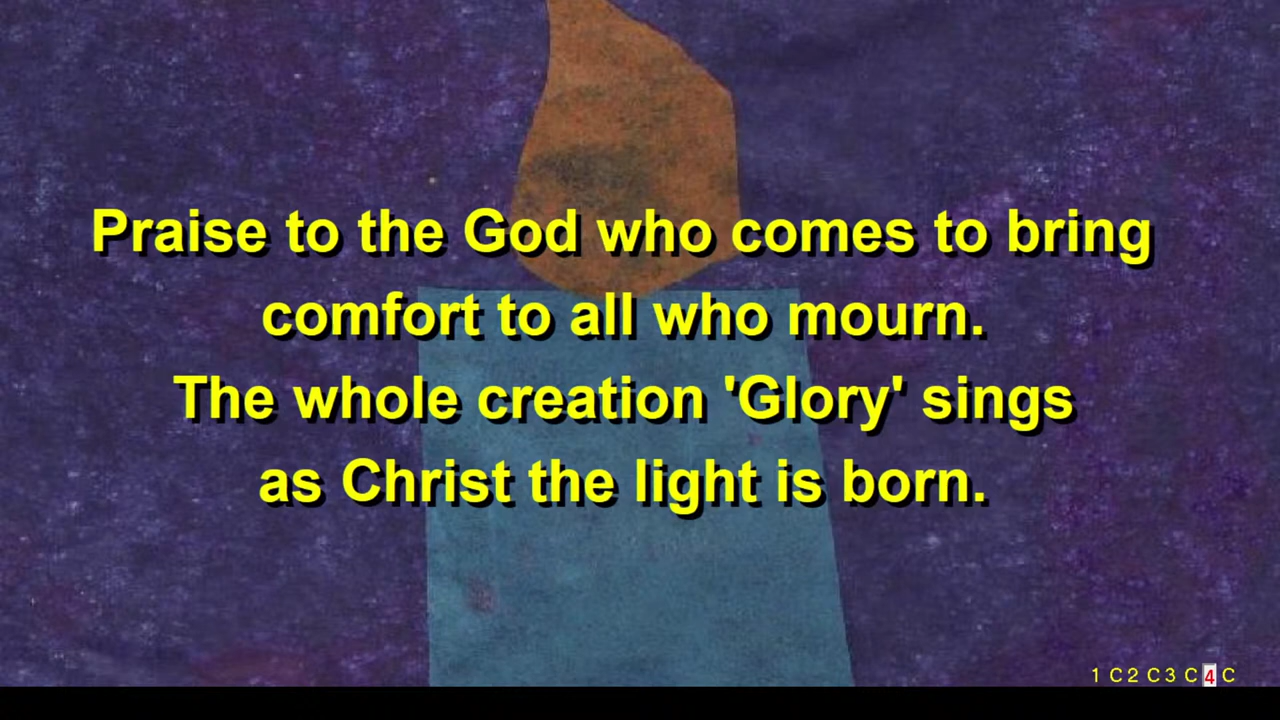 Praise to the God who comes to bring
comfort to all who mourn.
The whole creation 'Glory' sings
as Christ the light is born.
1 C 2 C 3 C 4 C